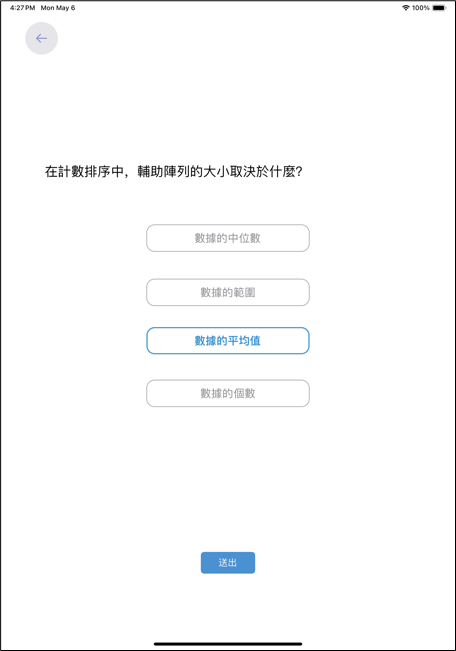 4:27 PM Mon May 6 100%
在計數排序中，輔助陣列的大小取決於什麼?
數據的中位數
數據的範圍
數據的平均值
數據的個數
送出